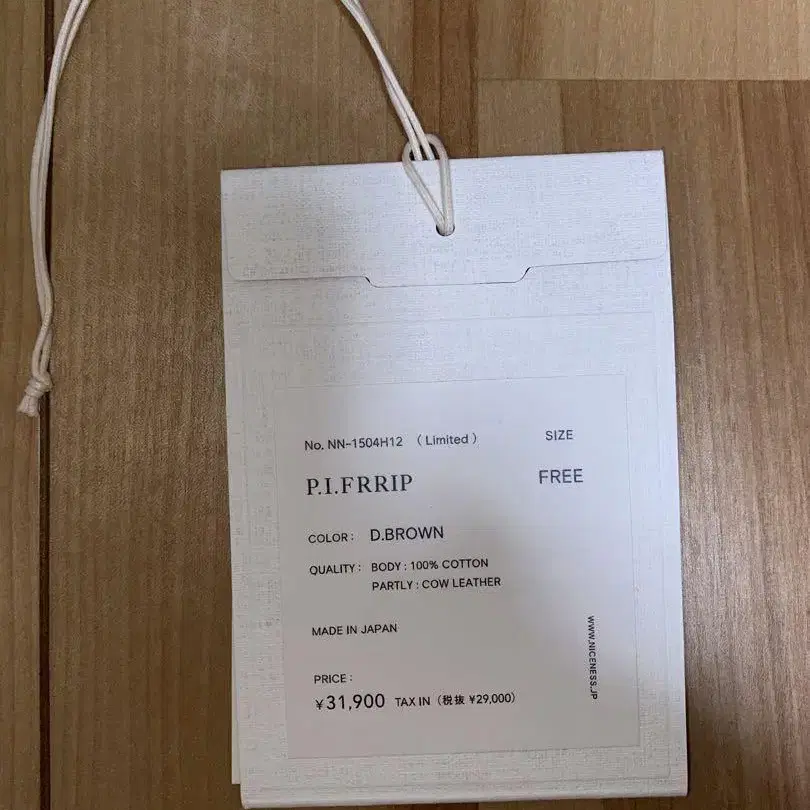 No. NN-1504H12 （Limited）
SIZE
P.I.FRRIP
FREE
COLOR : D.BROWN
QUALITY : BODY : 100% COTTON
PARTLY : COW LEATHER
MADE IN JAPAN
WWW.NICENESS.JP
PRICE :
¥31,900 TAX IN（税抜 ¥29,000）